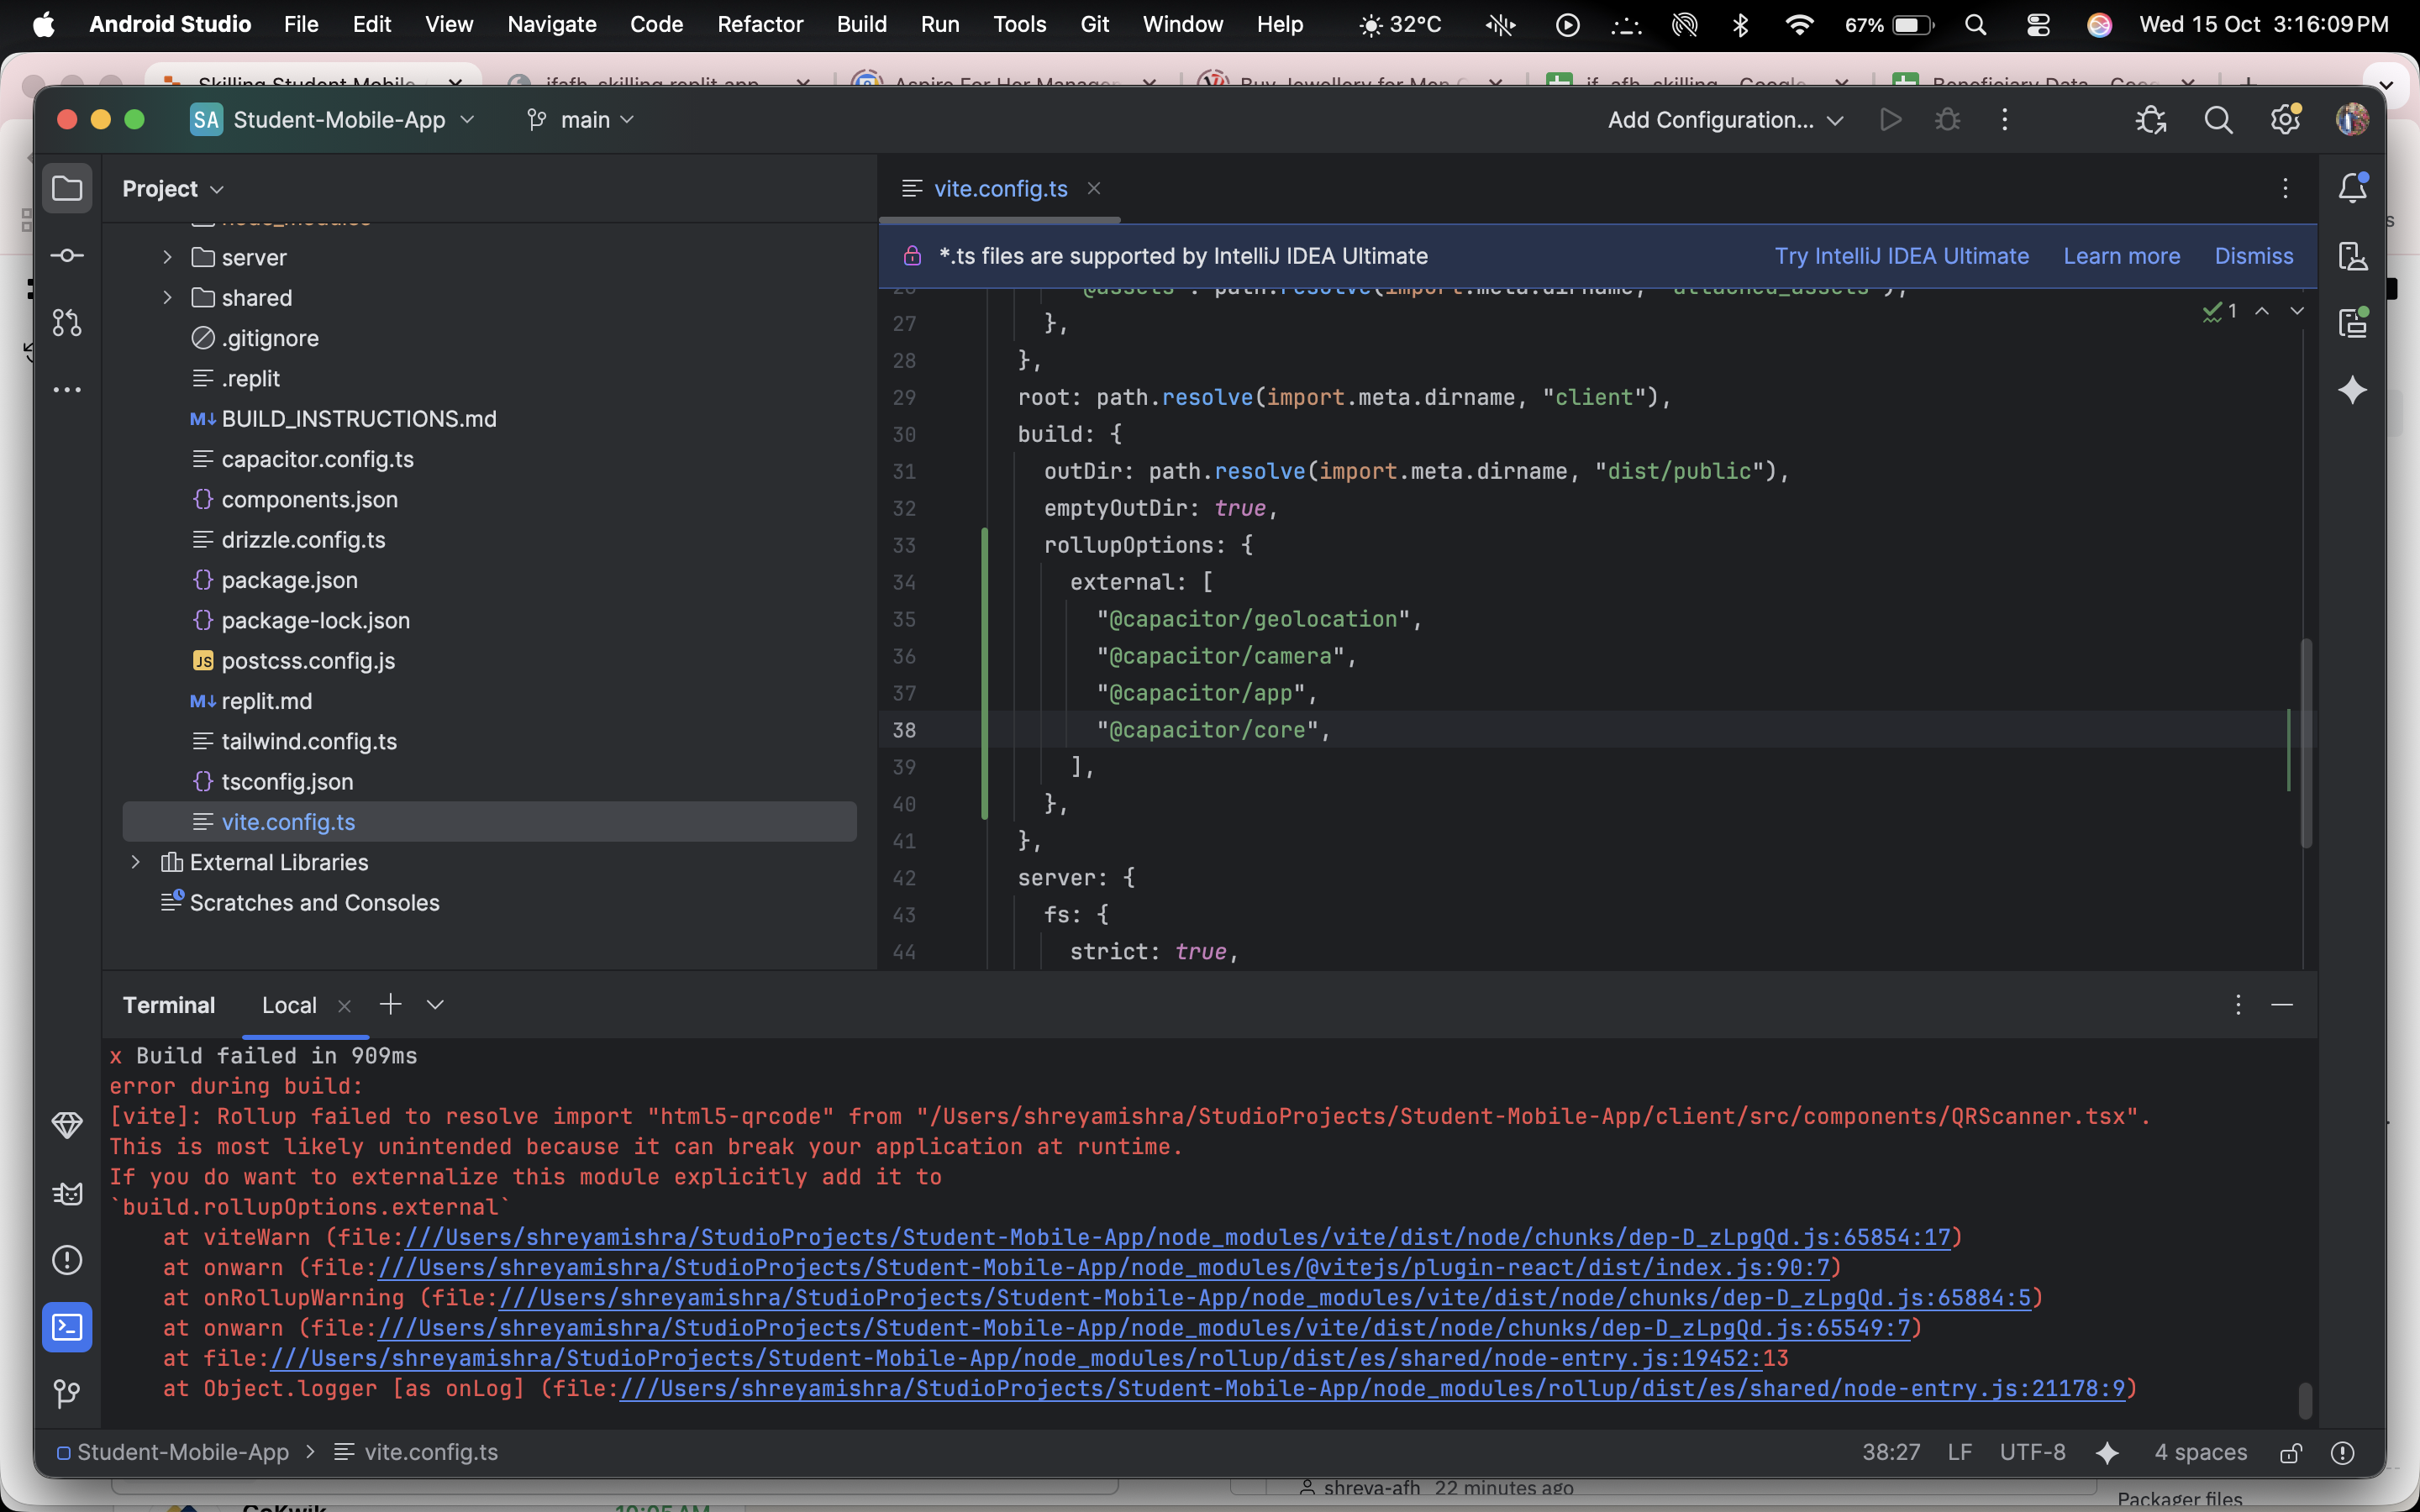 Android Studio File Edit View Navigate Code Refactor Build Run Tools Git Window Help 32°C 67% Wed 15 Oct 3:16:09 PM
SA Student-Mobile-App main Add Configuration...
Project
server
shared
.gitignore
.replit
BUILD_INSTRUCTIONS.md
capacitor.config.ts
components.json
drizzle.config.ts
package.json
package-lock.json
postcss.config.js
replit.md
tailwind.config.ts
tsconfig.json
vite.config.ts
External Libraries
Scratches and Consoles
vite.config.ts
*.ts files are supported by IntelliJ IDEA Ultimate Try IntelliJ IDEA Ultimate Learn more Dismiss
1
27 },
28 },
29 root: path.resolve(import.meta.dirname, "client"),
30 build: {
31 outDir: path.resolve(import.meta.dirname, "dist/public"),
32 emptyOutDir: true,
33 rollupOptions: {
34 external: [
35 "@capacitor/geolocation",
36 "@capacitor/camera",
37 "@capacitor/app",
38 "@capacitor/core",
39 ],
40 },
41 },
42 server: {
43 fs: {
44 strict: true,
Terminal Local
x Build failed in 909ms
error during build:
[vite]: Rollup failed to resolve import "html5-qrcode" from "/Users/shreyamishra/StudioProjects/Student-Mobile-App/client/src/components/QRScanner.tsx".
This is most likely unintended because it can break your application at runtime.
If you do want to externalize this module explicitly add it to
`build.rollupOptions.external`
at viteWarn (file:///Users/shreyamishra/StudioProjects/Student-Mobile-App/node_modules/vite/dist/node/chunks/dep-D_zLpgQd.js:65854:17)
at onwarn (file:///Users/shreyamishra/StudioProjects/Student-Mobile-App/node_modules/@vitejs/plugin-react/dist/index.js:90:7)
at onRollupWarning (file:///Users/shreyamishra/StudioProjects/Student-Mobile-App/node_modules/vite/dist/node/chunks/dep-D_zLpgQd.js:65884:5)
at onwarn (file:///Users/shreyamishra/StudioProjects/Student-Mobile-App/node_modules/vite/dist/node/chunks/dep-D_zLpgQd.js:65549:7)
at file:///Users/shreyamishra/StudioProjects/Student-Mobile-App/node_modules/rollup/dist/es/shared/node-entry.js:19452:13
at Object.logger [as onLog] (file:///Users/shreyamishra/StudioProjects/Student-Mobile-App/node_modules/rollup/dist/es/shared/node-entry.js:21178:9)
Student-Mobile-App vite.config.ts 38:27 LF UTF-8 4 spaces
shreya-afh 22 minutes ago
Packager files